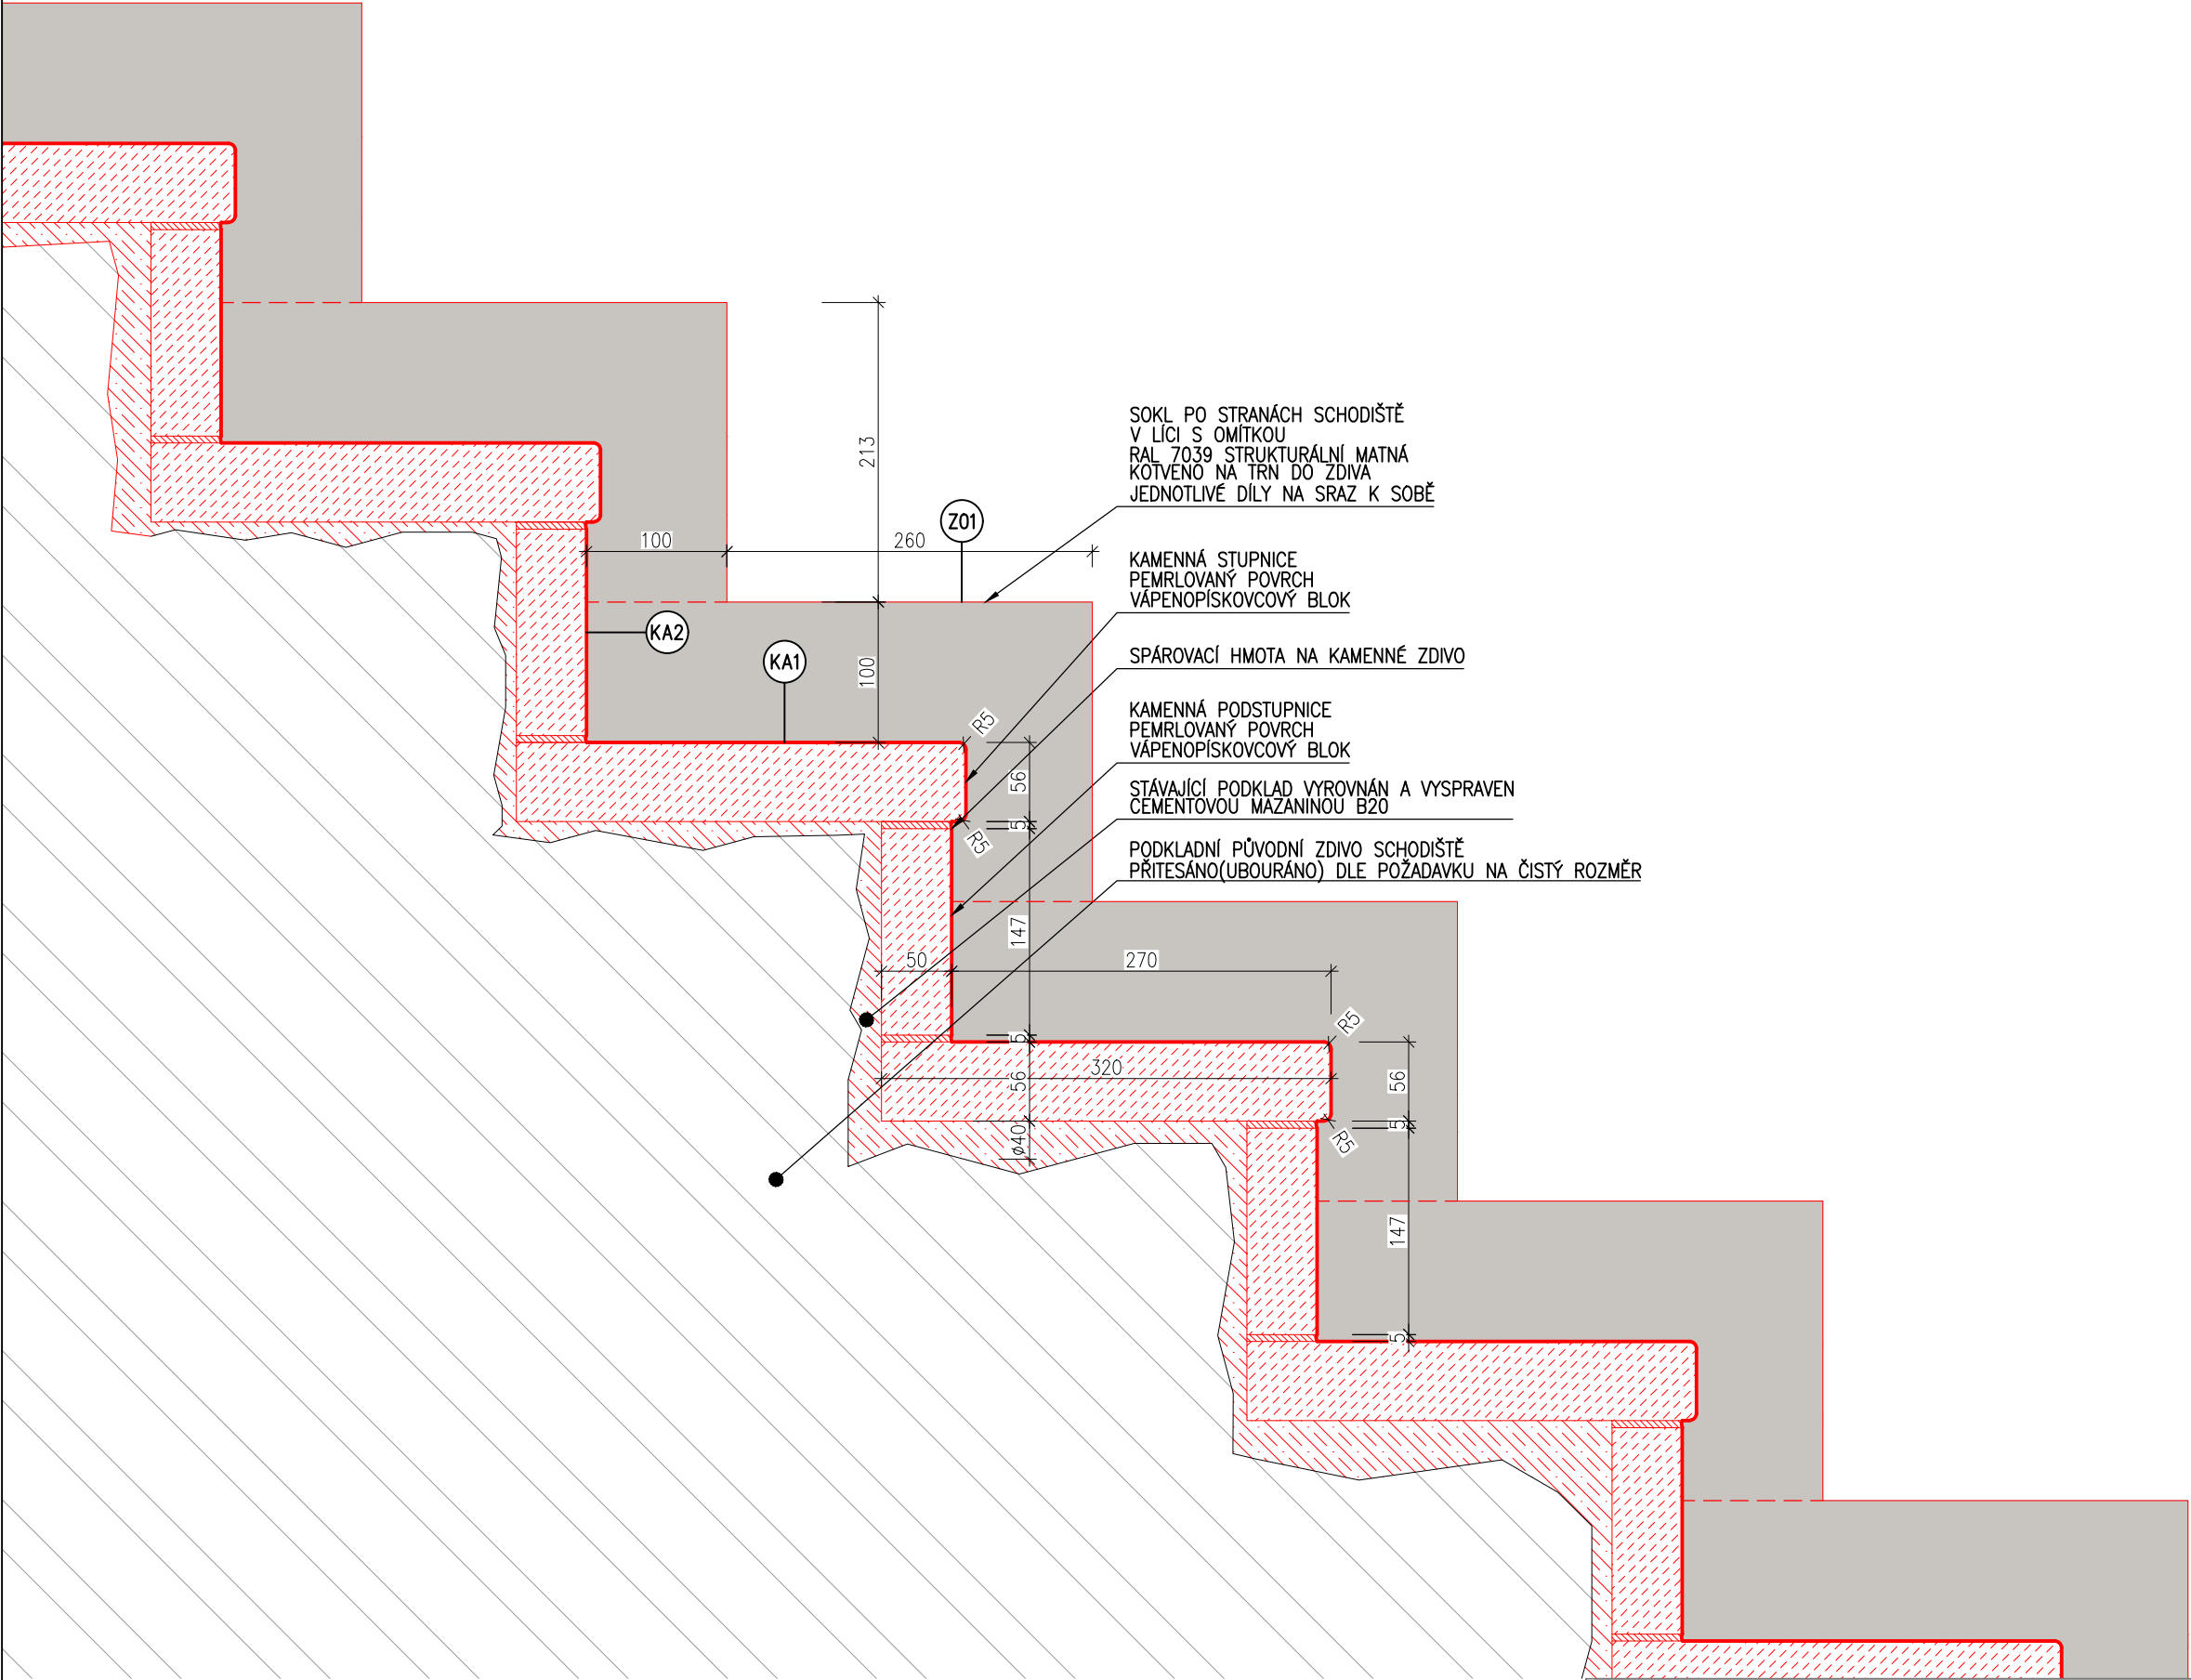 SOKL PO STRANÁCH SCHODIŠTĚ
V LÍCI S OMÍTKOU
RAL 7039 STRUKTURÁLNÍ MATNÁ
KOTVENO NA TRN DO ZDIVA
JEDNOTLIVÉ DÍLY NA SRAZ K SOBĚ
KAMENNÁ STUPNICE
PEMRLOVANÝ POVRCH
VÁPENOPÍSKOVCOVÝ BLOK
SPÁROVACÍ HMOTA NA KAMENNÉ ZDIVO
KAMENNÁ PODSTUPNICE
PEMRLOVANÝ POVRCH
VÁPENOPÍSKOVCOVÝ BLOK
STÁVAJÍCÍ PODKLAD VYROVNÁN A VYSPRAVEN
CEMENTOVOU MAZANINOU B20
PODKLADNÍ PŮVODNÍ ZDIVO SCHODIŠTĚ
PŘITESÁNO(UBOURÁNO) DLE POŽADAVKU NA ČISTÝ ROZMĚR
213
Z01
100
260
KA2
KA1
100
R5
56
5
R5
147
50
270
5
R5
320
56
56
ø40
5
R5
147
5